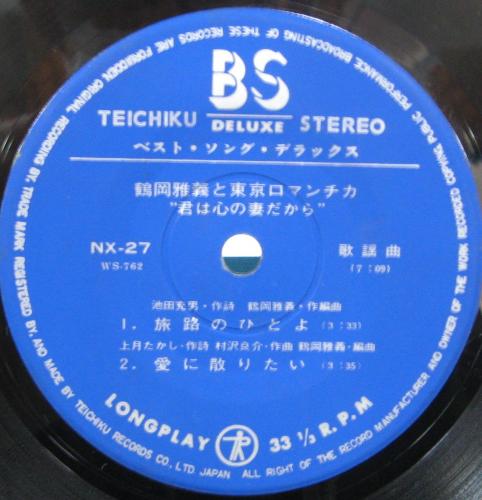 BS
TEICHIKU DELUXE STEREO
ベスト・ソング・デラックス
鶴岡雅義と東京ロマンチカ
"君は心の妻だから"
NX-27
WS-762
歌謡曲
(7:09)
池田充男・作詩 鶴岡雅義・作編曲
1. 旅路のひとよ (3:33)
上月たかし・作詩 村沢良介・作曲 鶴岡雅義・編曲
2. 愛に散りたい (3:35)
LONGPLAY TR 33 1/3 R.P.M
PUBLIC PERFORMANCE, BROADCASTING OF THESE RECORDS ARE FORBIDDEN ORIGINAL RECORDING BY TRADE MARK REGISTERED BY AND MADE BY TEICHIKU RECORDS CO., LTD JAPAN ALL RIGHT OF THE RECORD MANUFACTURER AND OWNER OF THE WORK RECORDED COPYING,